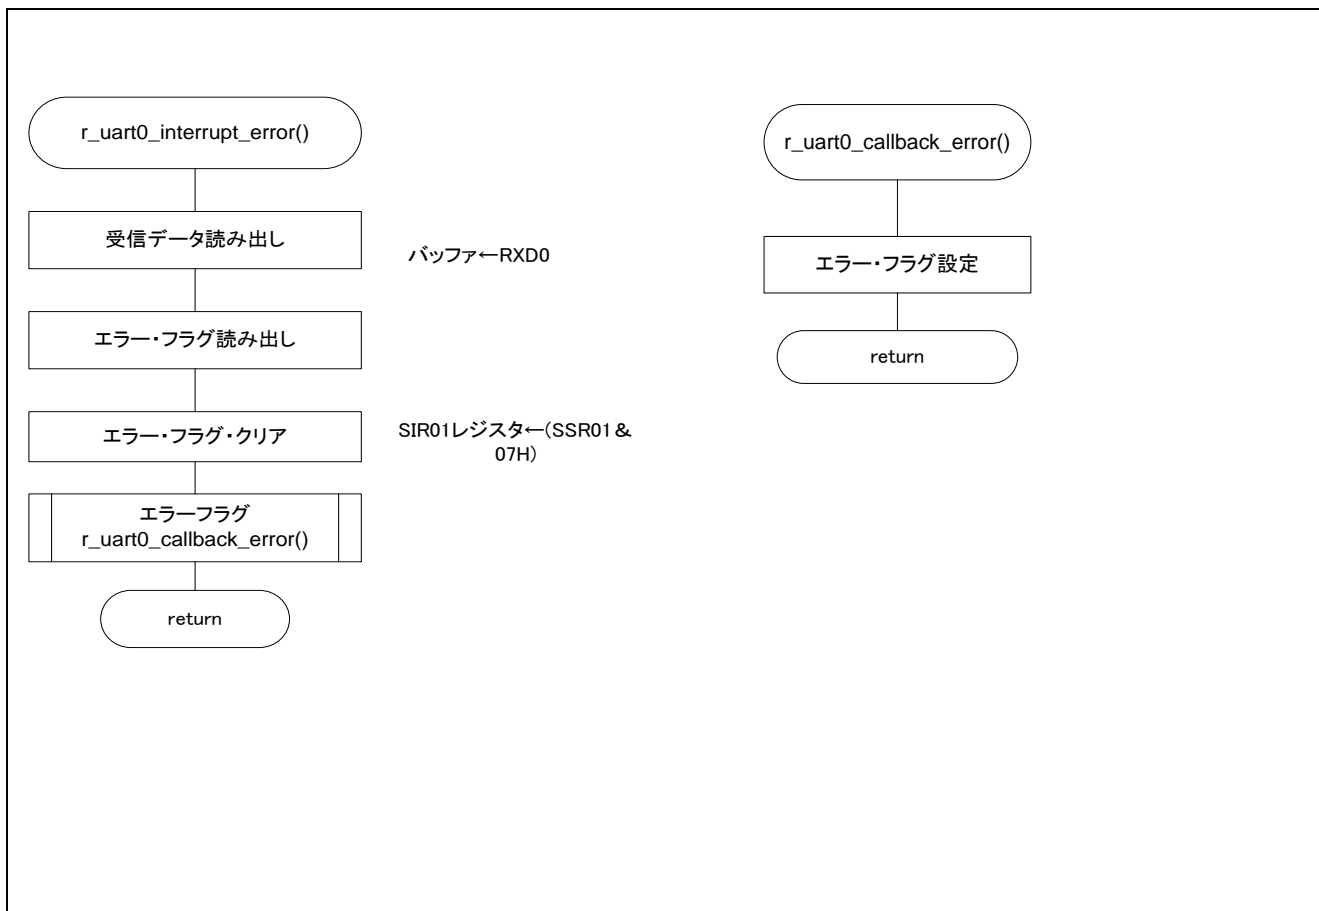 r_uart0_interrupt_error()
受信データ読み出し
バッファ←RXD0
エラー・フラグ読み出し
エラー・フラグ・クリア
SIR01レジスタ←(SSR01&
07H)
エラーフラグ
r_uart0_callback_error()
return
r_uart0_callback_error()
エラー・フラグ設定
return